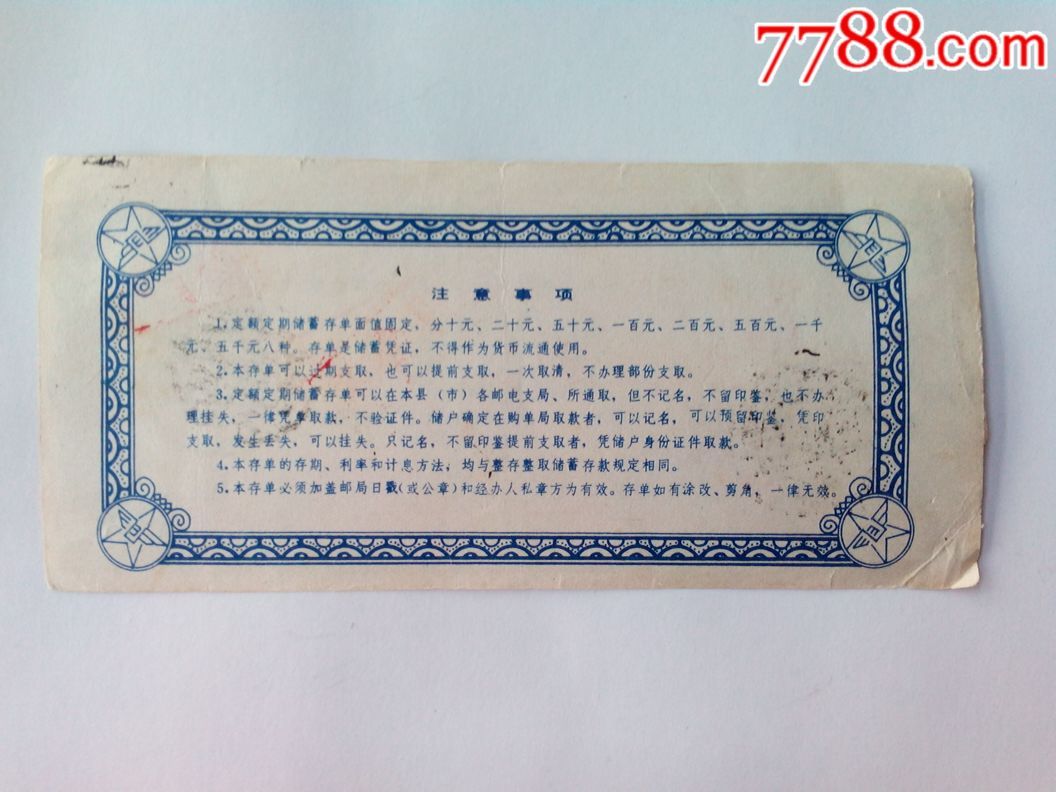 7788.com
注意事项
1.定额定期储蓄存单面值固定，分十元、二十元、五十元、一百元、二百元、五百元、一千
元、五千元八种。存单是储蓄凭证，不得作为货币流通使用。
2.本存单可以过期支取、也可以提前支取，一次取清，不办理部份支取。
3.定额定期储蓄存单可以在本县（市）各邮电支局、所通取，但不记名，不留印鉴，也不办
理挂失，一律凭单取款，不验证件。储户确定在购单局取款者，可以记名，可以预留印鉴，凭印
支取，发生丢失，可以挂失。只记名，不留印鉴提前支取者，凭储户身份证件取款。
4.本存单的存期、利率和计息方法，均与整存整取储蓄存款规定相同。
5.本存单必须加盖邮局日戳(或公章)和经办人私章方为有效。存单如有涂改、剪角，一律无效。